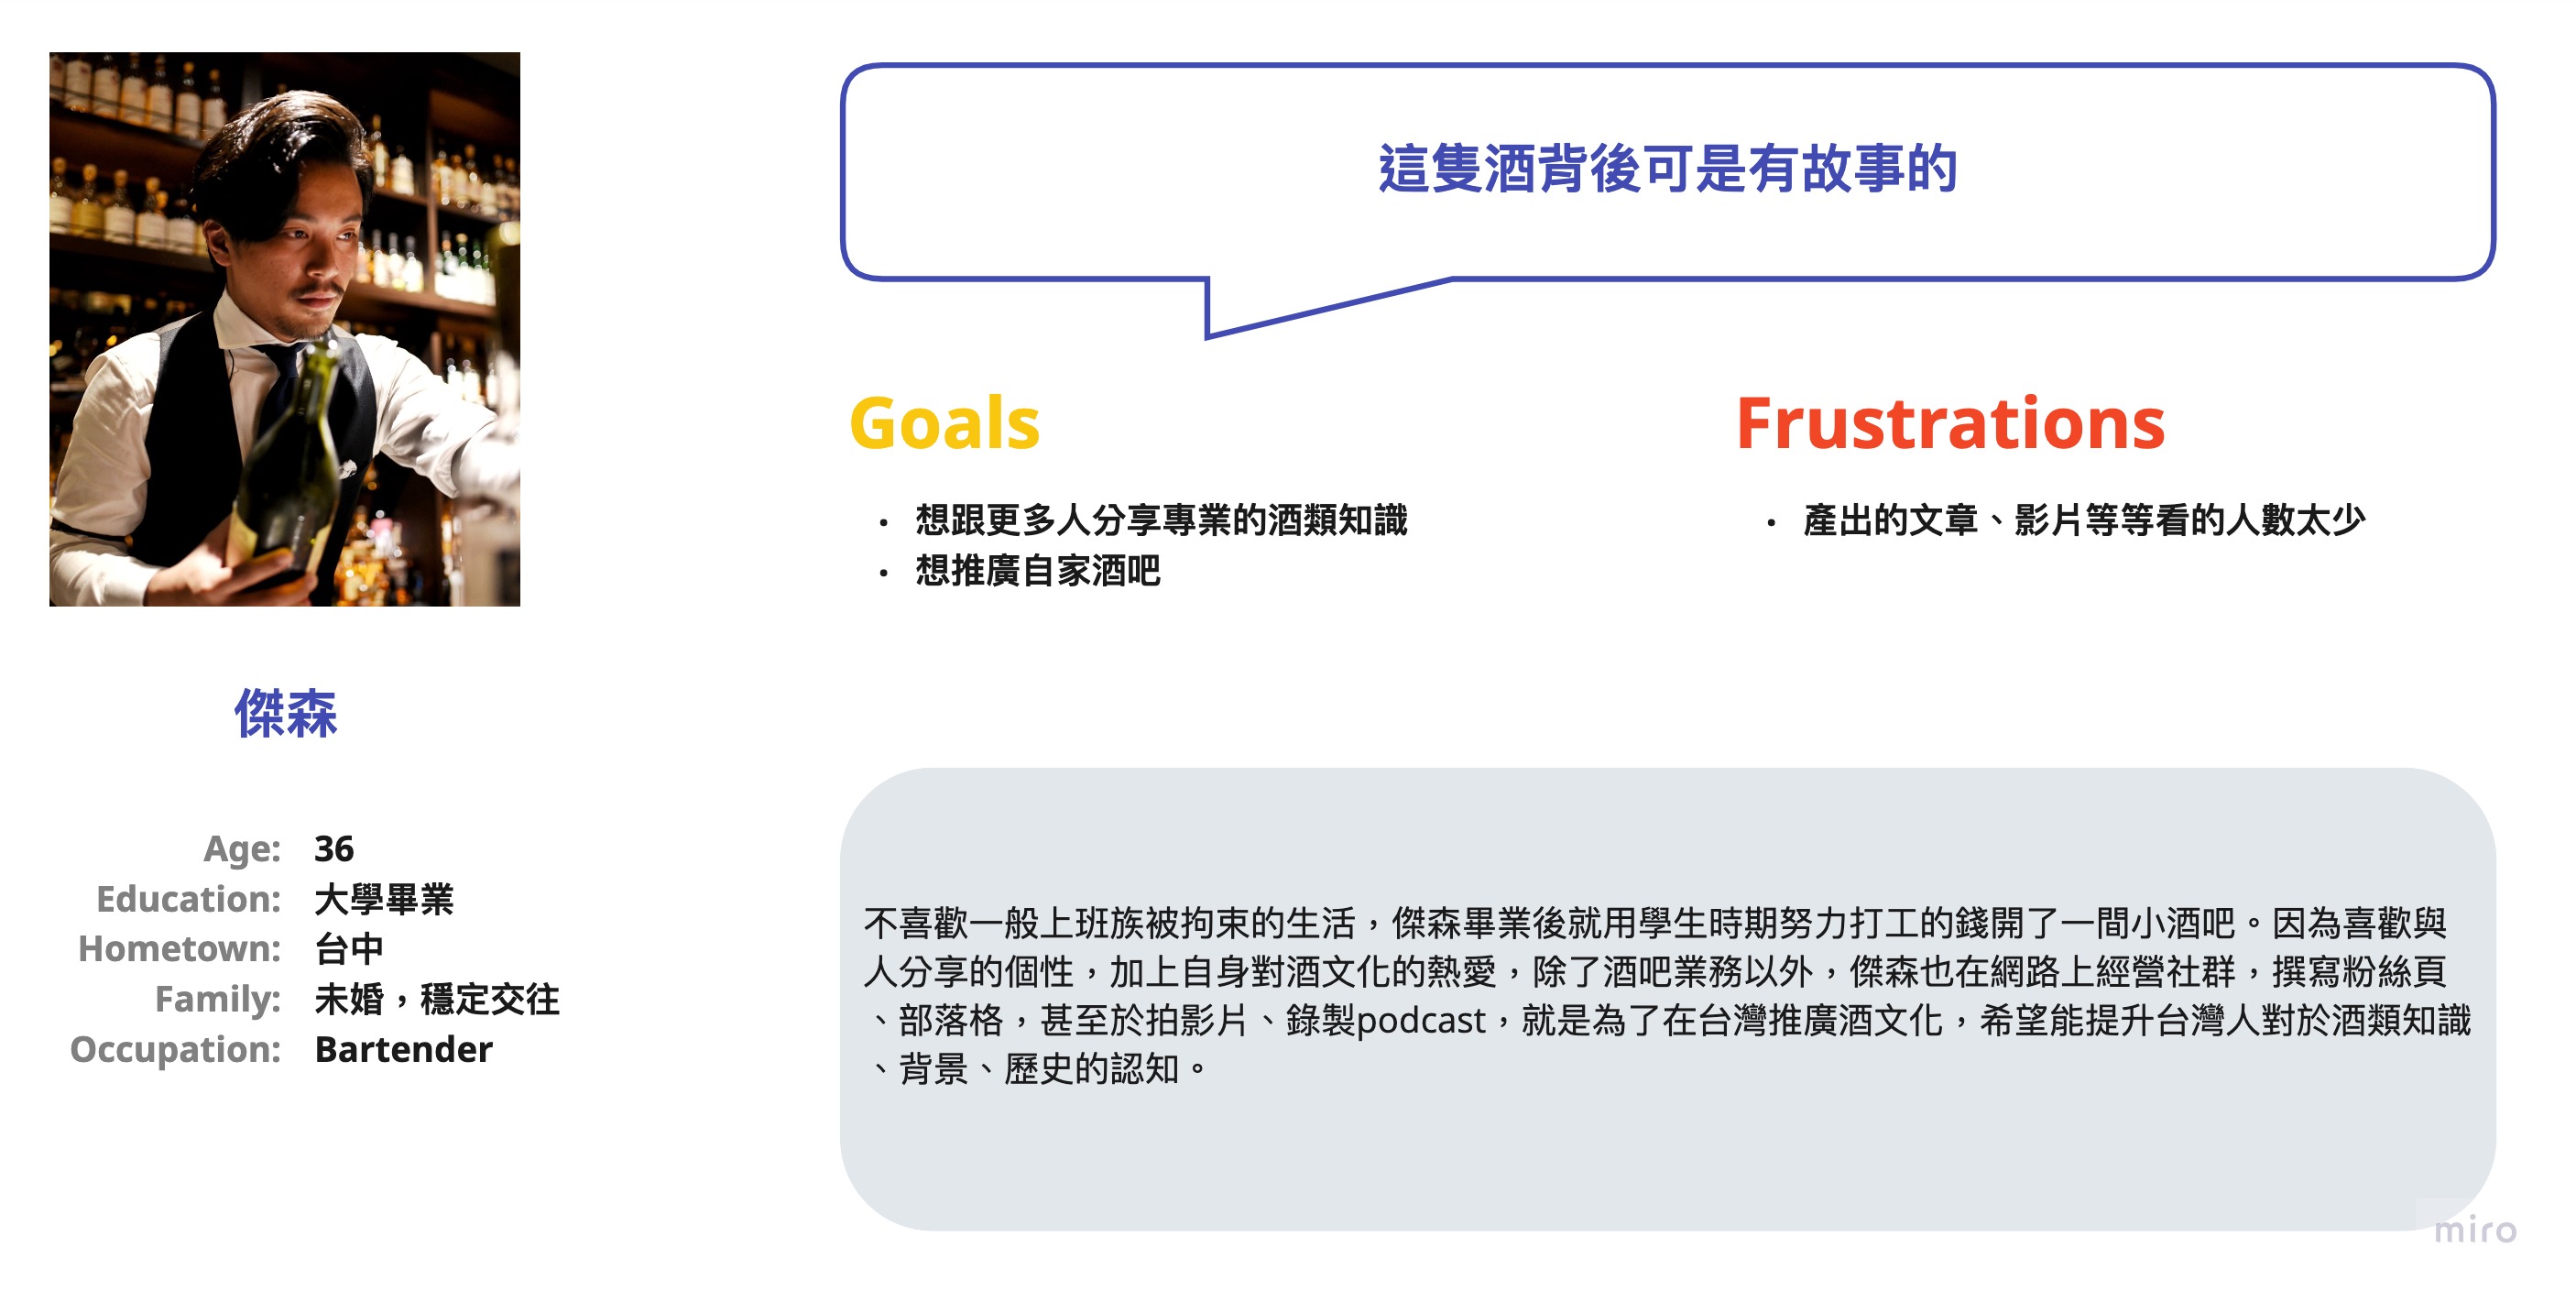 這隻酒背後可是有故事的
Goals
• 想跟更多人分享專業的酒類知識
• 想推廣自家酒吧
Frustrations
• 產出的文章、影片等等看的人數太少
傑森
Age: 36
Education: 大學畢業
Hometown: 台中
Family: 未婚，穩定交往
Occupation: Bartender
不喜歡一般上班族被拘束的生活，傑森畢業後就用學生時期努力打工的錢開了一間小酒吧。因為喜歡與
人分享的個性，加上自身對酒文化的熱愛，除了酒吧業務以外，傑森也在網路上經營社群，撰寫粉絲頁
、部落格，甚至於拍影片、錄製podcast，就是為了在台灣推廣酒文化，希望能提升台灣人對於酒類知識
、背景、歷史的認知。
miro